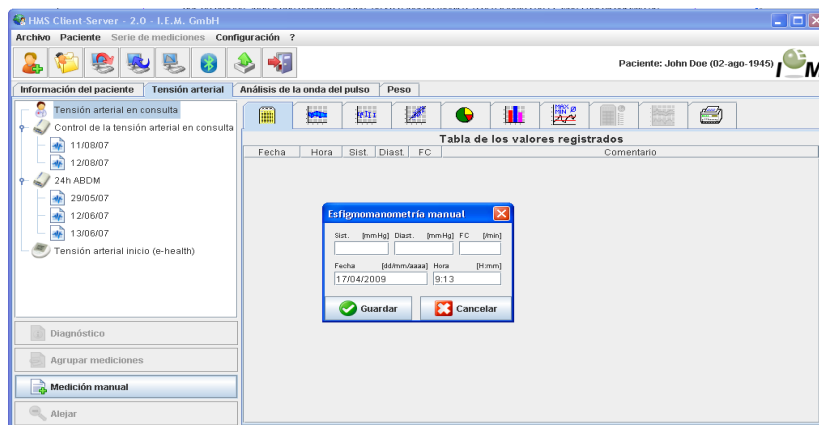 HMS Client-Server - 2.0 - I.E.M. GmbH
Archivo Paciente Serie de mediciones Configuración ?
Paciente: John Doe (02-ago-1945)
Información del paciente Tensión arterial Análisis de la onda del pulso Peso
Tensión arterial en consulta
Control de la tensión arterial en consulta
11/08/07
12/08/07
24h ABDM
29/05/07
12/06/07
13/06/07
Tensión arterial inicio (e-health)
Diagnóstico
Agrupar mediciones
Medición manual
Alejar
Tabla de los valores registrados
Fecha Hora Sist. Diast. FC Comentario
Esfigmomanometría manual
Sist. [mmHg] Diast. [mmHg] FC [/min]
Fecha [dd/mm/aaaa] Hora [H:mm]
17/04/2009 9:13
Guardar Cancelar